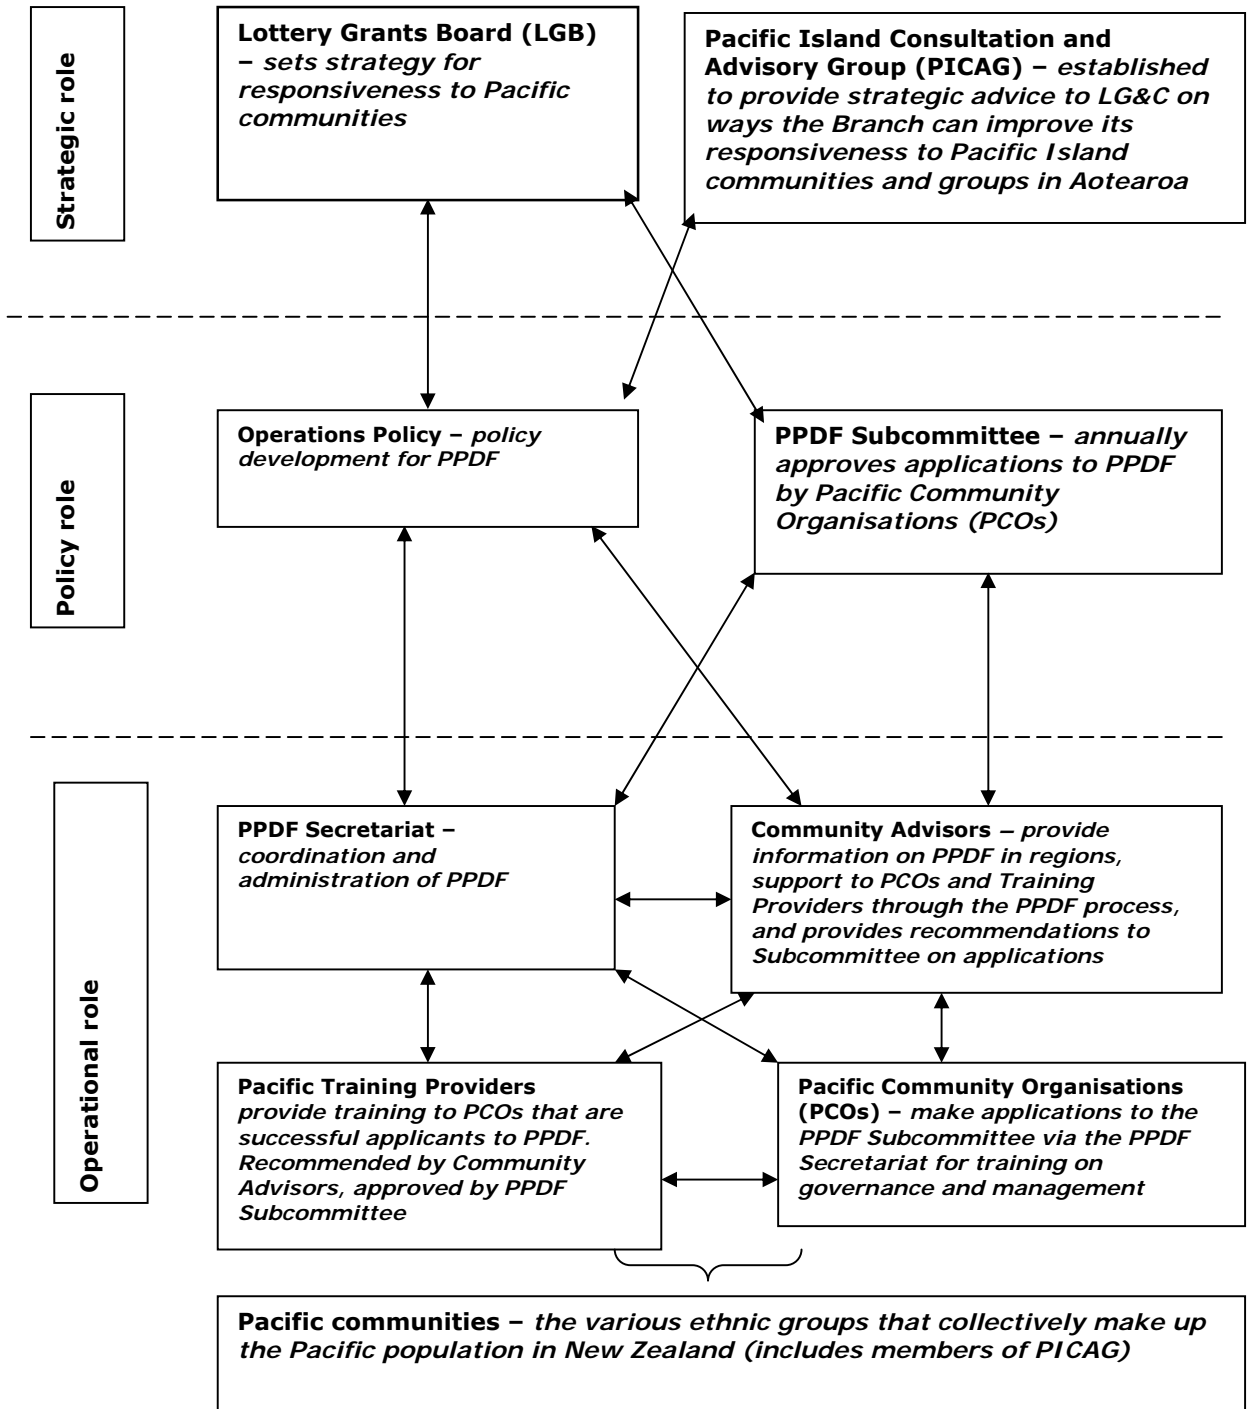 Strategic role
Lottery Grants Board (LGB)
– sets strategy for
responsiveness to Pacific
communities
Pacific Island Consultation and
Advisory Group (PICAG) – established
to provide strategic advice to LG&C on
ways the Branch can improve its
responsiveness to Pacific Island
communities and groups in Aotearoa
Policy role
Operations Policy – policy
development for PPDF
PPDF Subcommittee – annually
approves applications to PPDF
by Pacific Community
Organisations (PCOs)
Operational role
PPDF Secretariat –
coordination and
administration of PPDF
Community Advisors – provide
information on PPDF in regions,
support to PCOs and Training
Providers through the PPDF process,
and provides recommendations to
Subcommittee on applications
Pacific Training Providers
provide training to PCOs that are
successful applicants to PPDF.
Recommended by Community
Advisors, approved by PPDF
Subcommittee
Pacific Community Organisations
(PCOs) – make applications to the
PPDF Subcommittee via the PPDF
Secretariat for training on
governance and management
Pacific communities – the various ethnic groups that collectively make up
the Pacific population in New Zealand (includes members of PICAG)